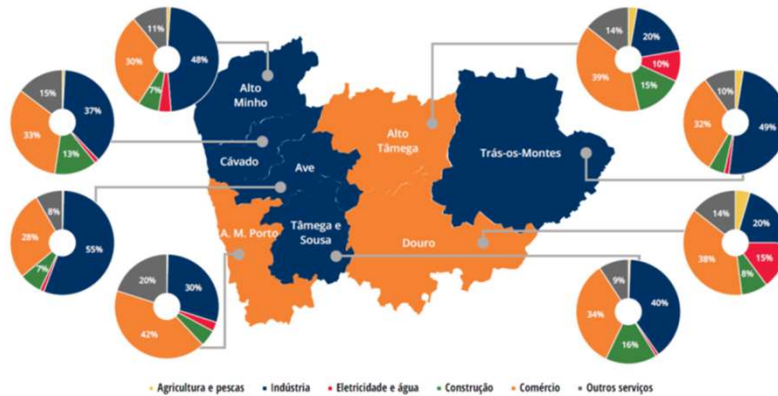 11%
30%
48%
7%
14%
20%
10%
39%
15%
15%
37%
33%
13%
10%
32%
49%
Alto
Minho
Alto
Tâmega
Trás-os-Montes
Cávado
Ave
8%
28%
55%
7%
A. M. Porto
Tâmega e
Sousa
Douro
14%
20%
15%
38%
8%
20%
30%
42%
9%
40%
34%
16%
Agricultura e pescas Indústria Eletricidade e água Construção Comércio Outros serviços